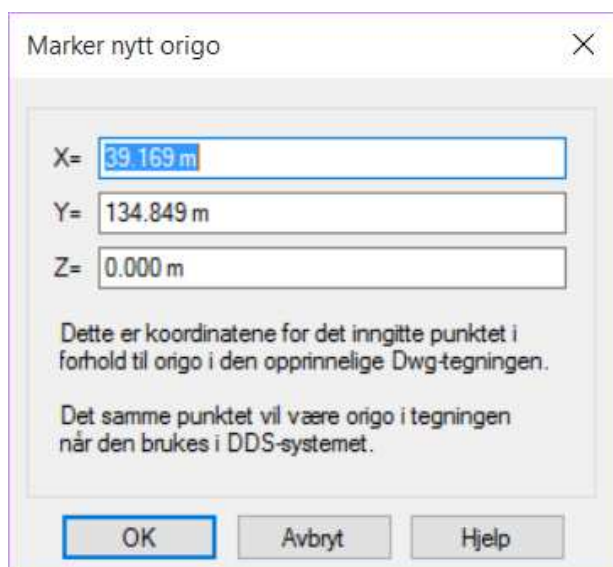 Marker nytt origo
X= 39.169 m
Y= 134.849 m
Z= 0.000 m
Dette er koordinatene for det inngitte punktet i
forhold til origo i den opprinnelige Dwg-tegningen.
Det samme punktet vil være origo i tegningen
når den brukes i DDS-systemet.
OK Avbryt Hjelp